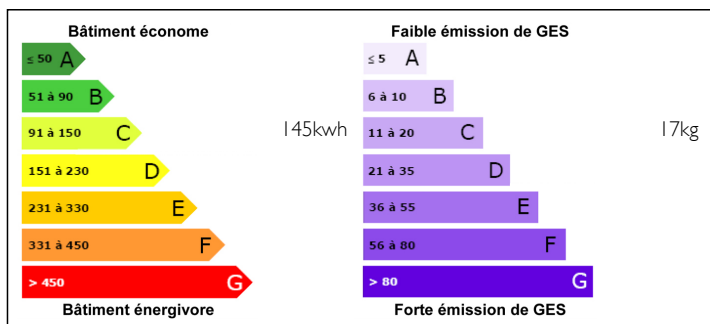 Bâtiment économe
≤ 50 A
51 à 90 B
91 à 150 C
145kwh
151 à 230 D
231 à 330 E
331 à 450 F
> 450 G
Bâtiment énergivore
Faible émission de GES
≤ 5 A
6 à 10 B
11 à 20 C
17kg
21 à 35 D
36 à 55 E
56 à 80 F
> 80 G
Forte émission de GES